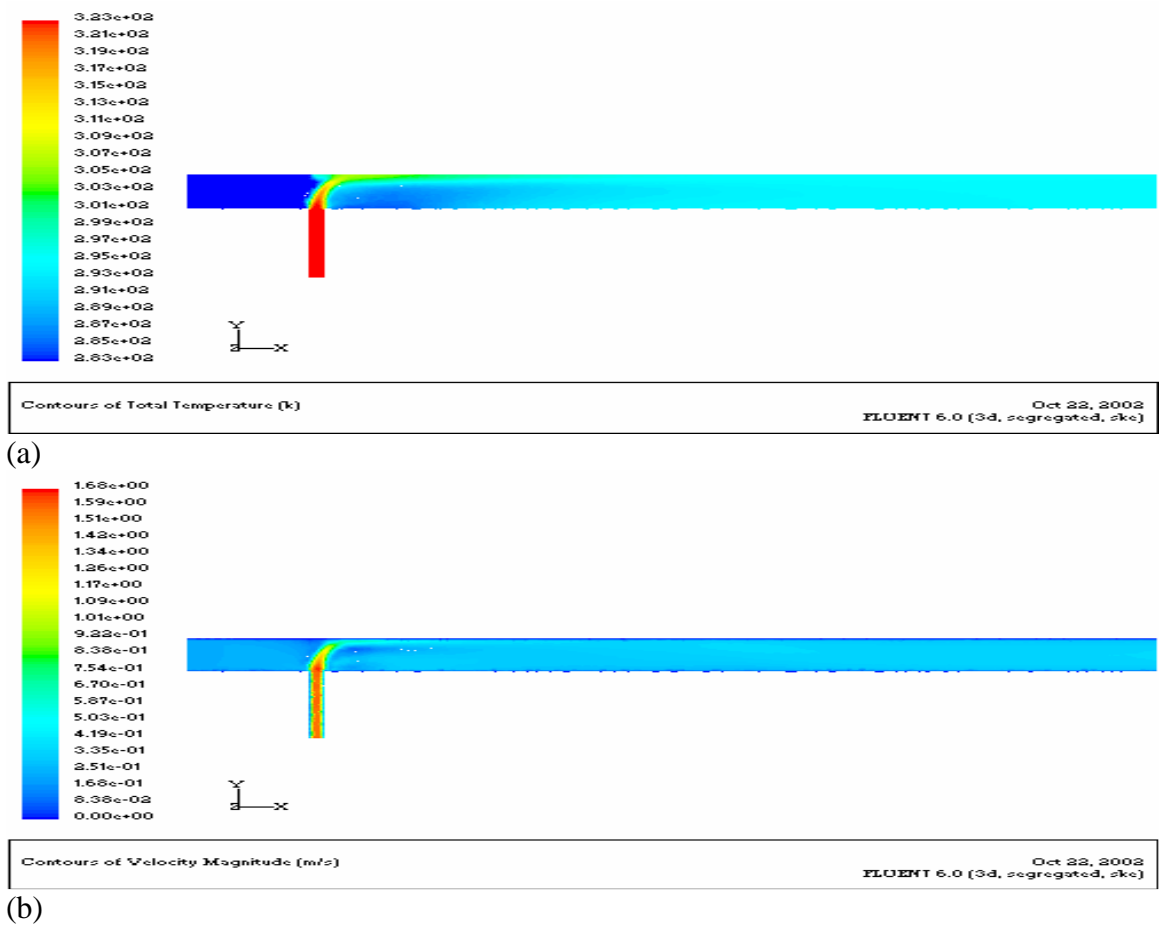 3.23e+02
3.21e+02
3.19e+02
3.17e+02
3.15e+02
3.13e+02
3.11e+02
3.09e+02
3.07e+02
3.05e+02
3.03e+02
3.01e+02
2.99e+02
2.97e+02
2.95e+02
2.93e+02
2.91e+02
2.89e+02
2.87e+02
2.85e+02
2.83e+02
Y
Z X
Contours of Total Temperature (k)
Oct 22, 2002
FLUENT 6.0 (3d, segregated, ske)
(a)
1.68e+00
1.59e+00
1.51e+00
1.42e+00
1.34e+00
1.26e+00
1.17e+00
1.09e+00
1.01e+00
9.22e-01
8.38e-01
7.54e-01
6.70e-01
5.87e-01
5.03e-01
4.19e-01
3.35e-01
2.51e-01
1.68e-01
8.38e-02
0.00e+00
Y
Z X
Contours of Velocity Magnitude (m/s)
Oct 22, 2002
FLUENT 6.0 (3d, segregated, ske)
(b)